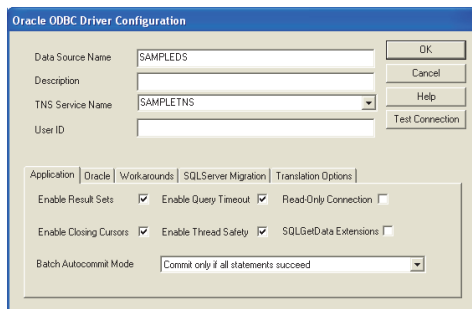 Oracle ODBC Driver Configuration
Data Source Name SAMPLEDS OK
Description Cancel
TNS Service Name SAMPLETNS Help
User ID Test Connection
Application Oracle Workarounds SQLServer Migration Translation Options
Enable Result Sets Enable Query Timeout Read-Only Connection
Enable Closing Cursors Enable Thread Safety SQLGetData Extensions
Batch Autocommit Mode Commit only if all statements succeed